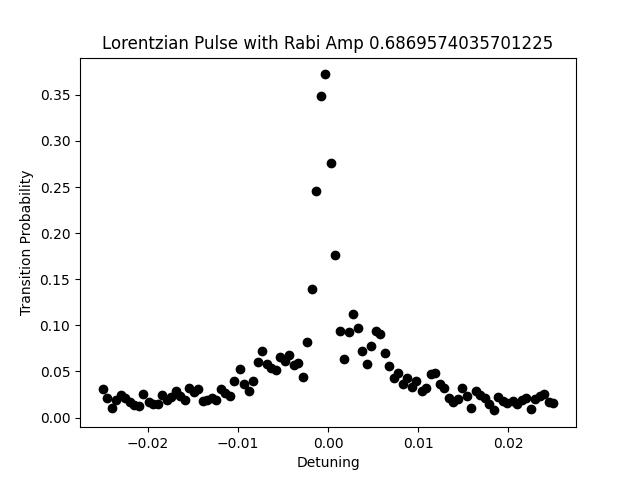 Lorentzian Pulse with Rabi Amp 0.6869574035701225
Transition Probability
0.35
0.30
0.25
0.20
0.15
0.10
0.05
0.00
−0.02 −0.01 0.00 0.01 0.02
Detuning